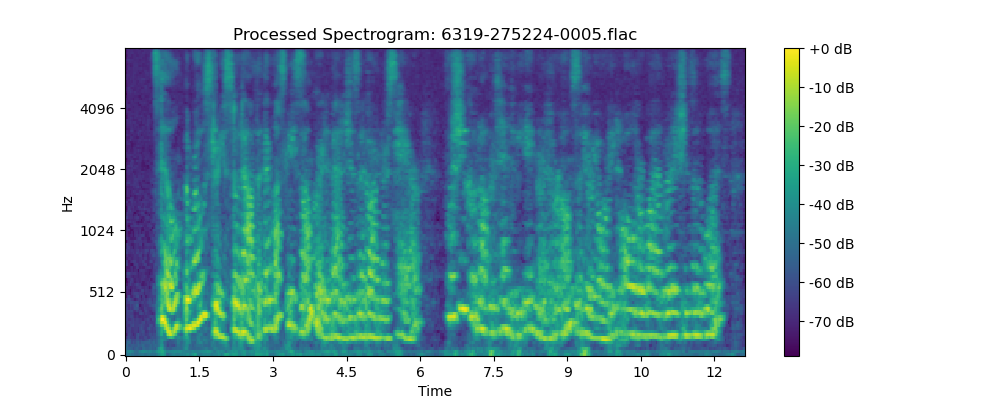 Processed Spectrogram: 6319-275224-0005.flac
Hz
4096
2048
1024
512
0
0 1.5 3 4.5 6 7.5 9 10 12
Time
+0 dB
-10 dB
-20 dB
-30 dB
-40 dB
-50 dB
-60 dB
-70 dB